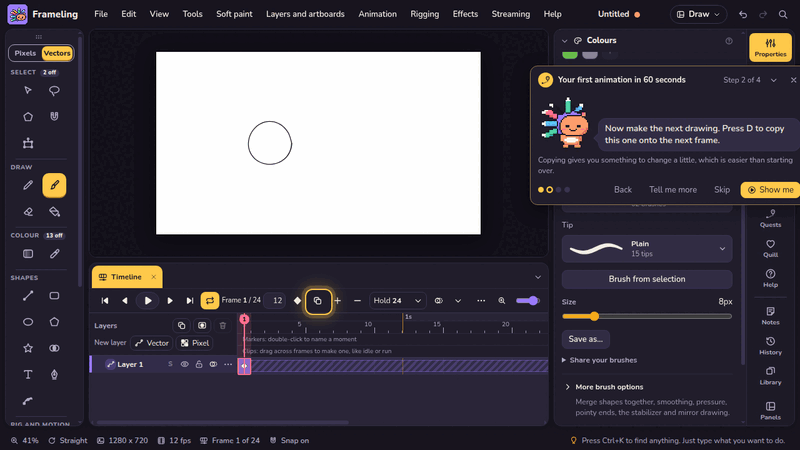 Frameling
File Edit View Tools Soft paint Layers and artboards Animation Rigging Effects Streaming Help
Untitled
Draw
Pixels Vectors
SELECT 2 off
DRAW
COLOUR 13 off
SHAPES
T
RIG AND MOTION
Colours
Properties
Your first animation in 60 seconds Step 2 of 4
Now make the next drawing. Press D to copy
this one onto the next frame.
Copying gives you something to change a little, which is easier than starting
over.
Back Tell me more Skip Show me
Tip
Plain
15 tips
Brush from selection
Size 8px
Save as...
Share your brushes
More brush options
Merge shapes together, smoothing, pressure,
pointy ends, the stabilizer and mirror drawing.
Quests
Quill
Help
Notes
History
Library
Panels
Timeline
Frame 1 / 24 12 Hold 24
Layers
1 5 10 1s 15 20
New layer Vector Pixel
Markers: double-click to name a moment
Clips: drag across frames to make one, like idle or run
Layer 1 S
41% Straight 1280 x 720 12 fps Frame 1 of 24 Snap on
Press Ctrl+K to find anything. Just type what you want to do.